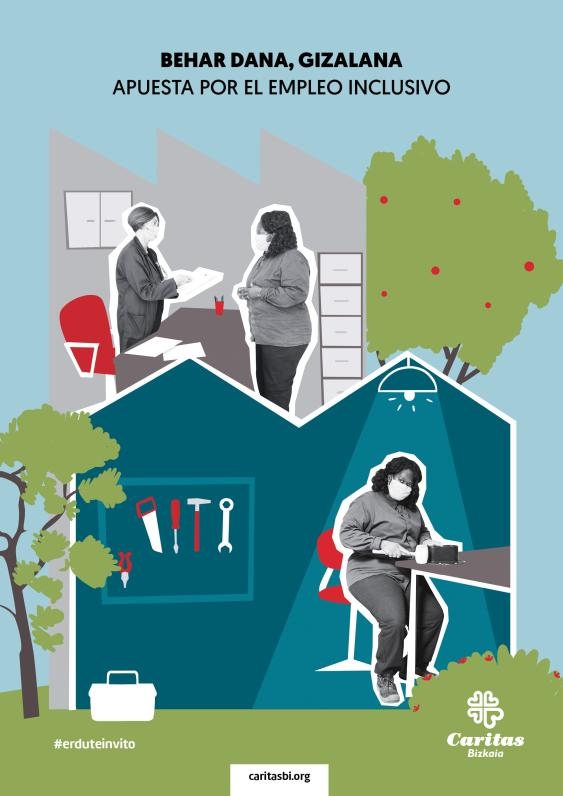 BEHAR DANA, GIZALANA
APUESTA POR EL EMPLEO INCLUSIVO
#erduteinvito
Caritas
Bizkaia
caritasbi.org